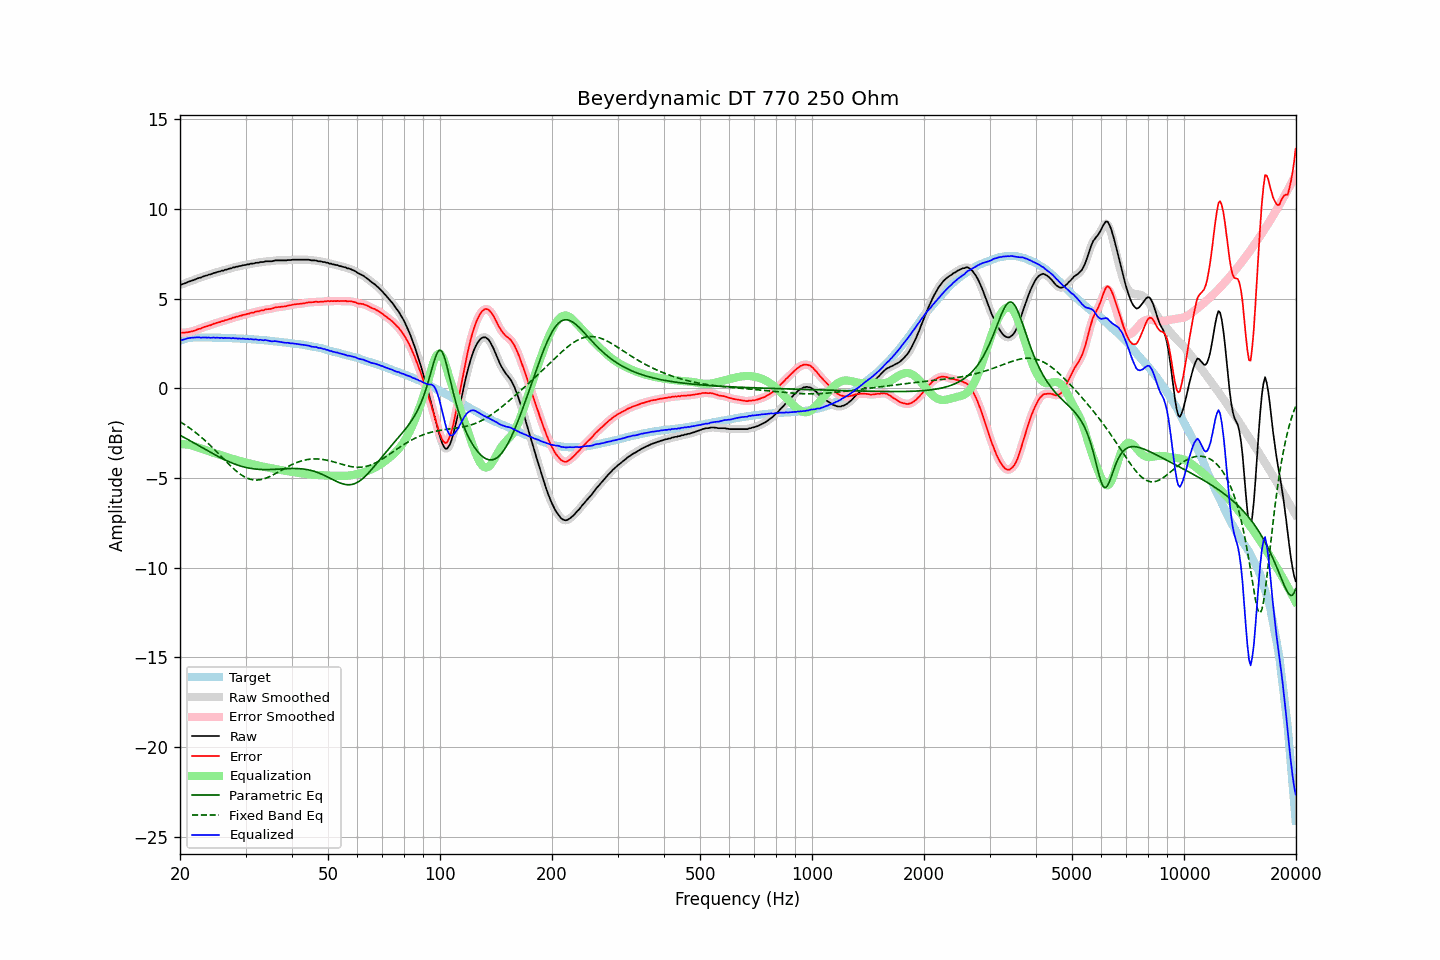 Beyerdynamic DT 770 250 Ohm
Amplitude (dBr)
15
10
5
0
−5
−10
−15
−20
−25
Target
Raw Smoothed
Error Smoothed
Raw
Error
Equalization
Parametric Eq
Fixed Band Eq
Equalized
20 50 100 200 500 1000 2000 5000 10000 20000
Frequency (Hz)